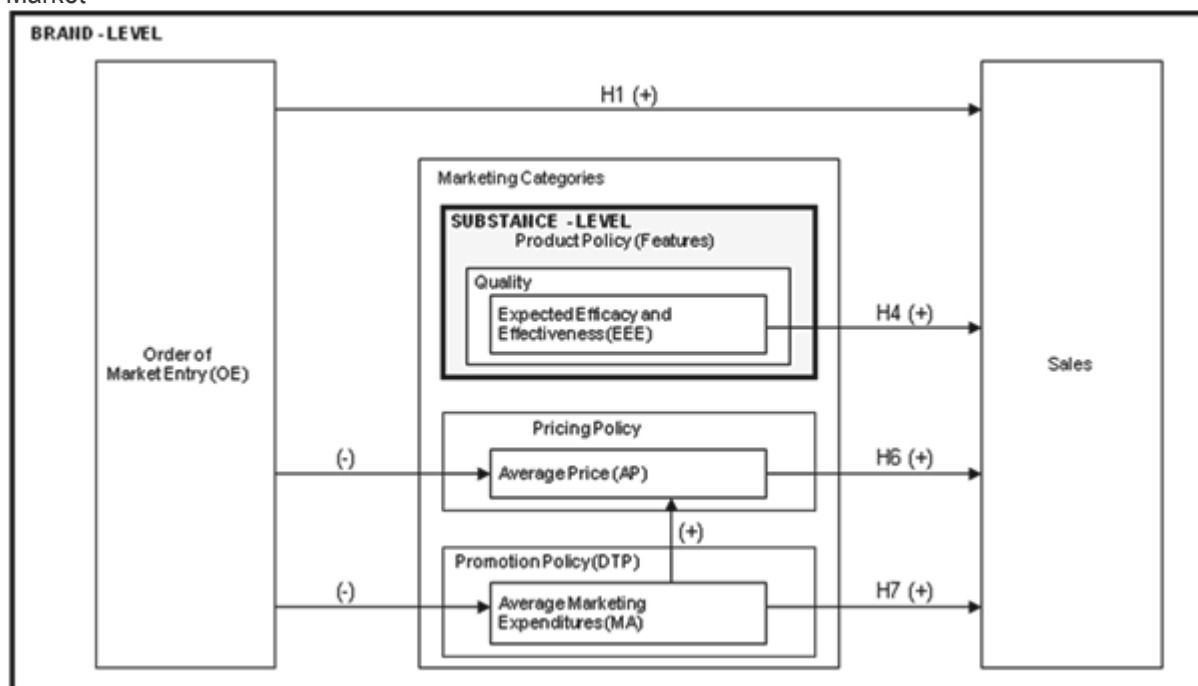 Market
BRAND - LEVEL
H1 (+)
Marketing Categories
SUBSTANCE - LEVEL
Product Policy (Features)
Quality
Expected Efficacy and
Effectiveness (EEE)
H4 (+)
Order of
Market Entry (OE)
Sales
Pricing Policy
(-)
Average Price (AP)
H6 (+)
(+)
Promotion Policy (DTP)
(-)
Average Marketing
Expenditures (MA)
H7 (+)